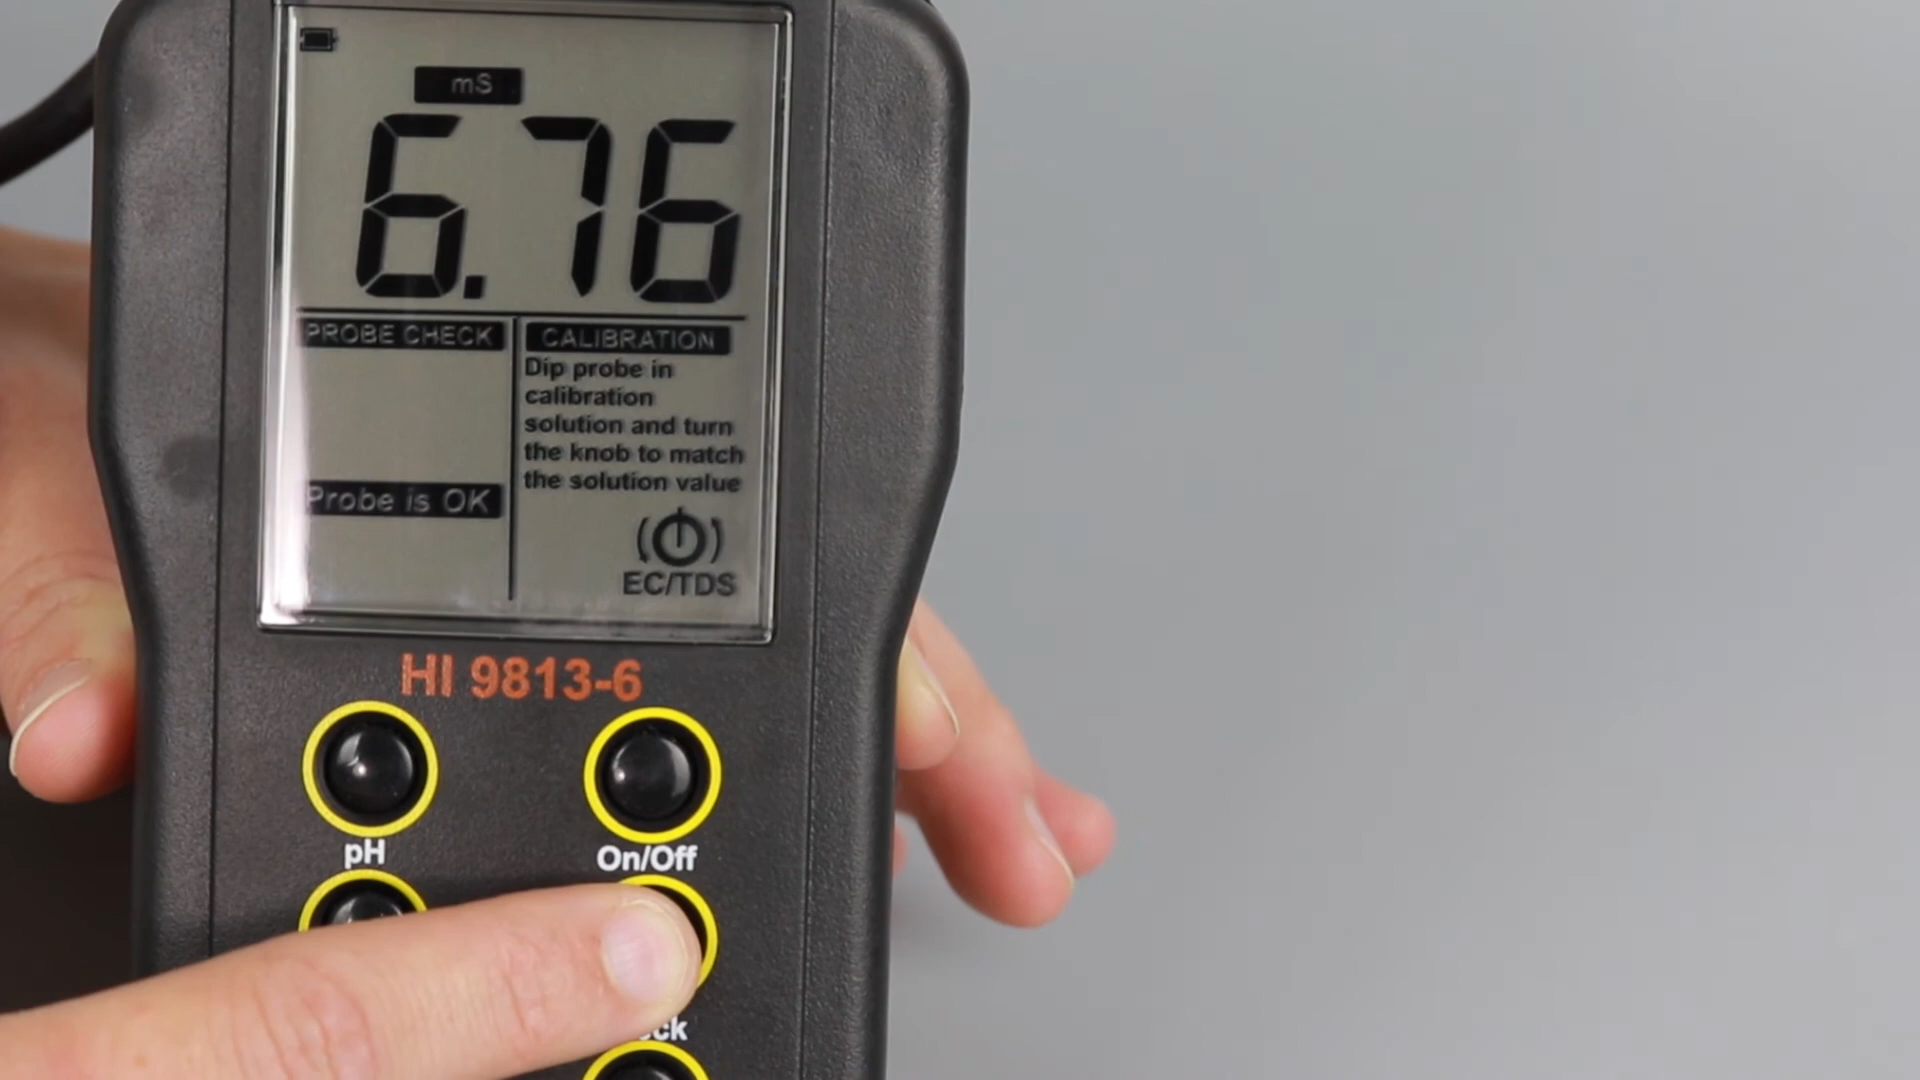 mS
6.76
PROBE CHECK
Probe is OK
CALIBRATION
Dip probe in
calibration
solution and turn
the knob to match
the solution value
EC/TDS
HI 9813-6
pH
On/Off